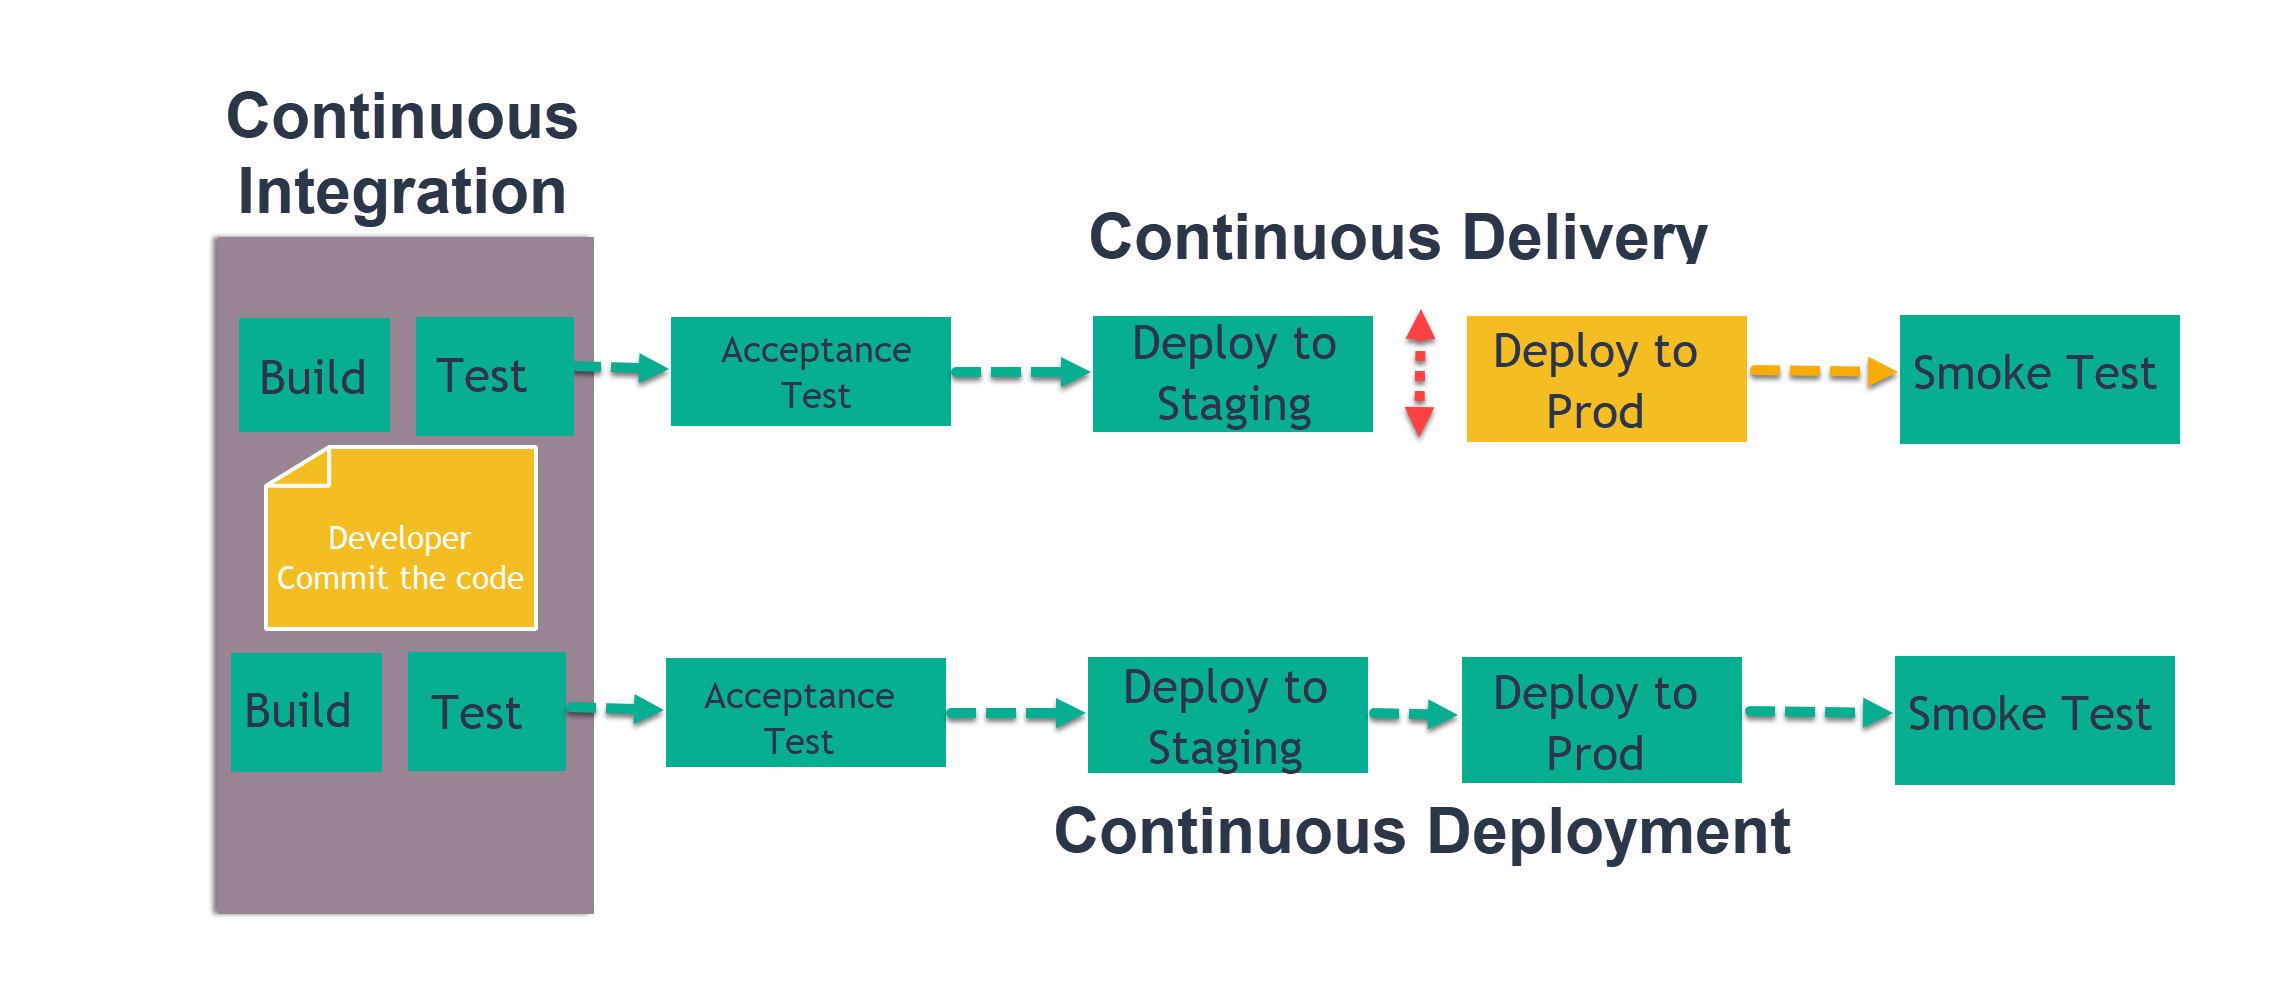 Continuous
Integration
Continuous Delivery
Build
Test
Acceptance
Test
Deploy to
Staging
Deploy to
Prod
Smoke Test
Developer
Commit the code
Build
Test
Acceptance
Test
Deploy to
Staging
Deploy to
Prod
Smoke Test
Continuous Deployment